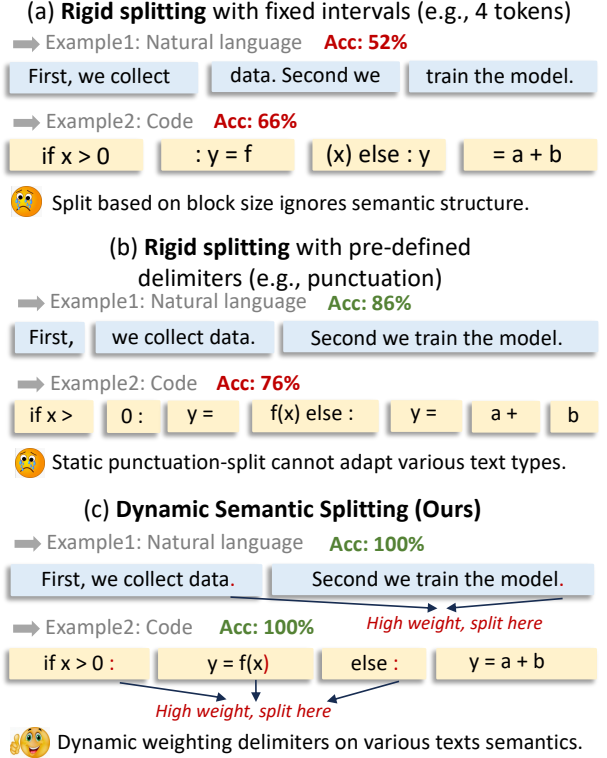 (a) Rigid splitting with fixed intervals (e.g., 4 tokens)
Example1: Natural language Acc: 52%
First, we collect data. Second we train the model.
Example2: Code Acc: 66%
if x > 0 : y = f (x) else : y = a + b
Split based on block size ignores semantic structure.
(b) Rigid splitting with pre-defined
delimiters (e.g., punctuation)
Example1: Natural language Acc: 86%
First, we collect data. Second we train the model.
Example2: Code Acc: 76%
if x > 0 : y = f(x) else : y = a + b
Static punctuation-split cannot adapt various text types.
(c) Dynamic Semantic Splitting (Ours)
Example1: Natural language Acc: 100%
First, we collect data. Second we train the model.
High weight, split here
Example2: Code Acc: 100%
if x > 0 : y = f(x) else : y = a + b
High weight, split here
Dynamic weighting delimiters on various texts semantics.